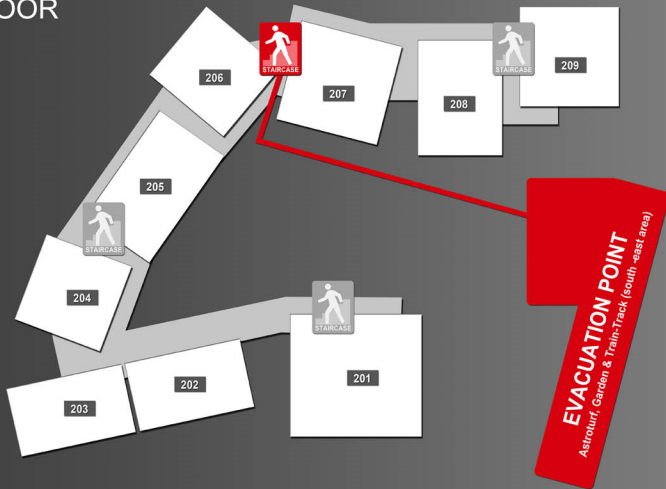 OOR
STAIRCASE
STAIRCASE
206
207
208
209
205
STAIRCASE
204
STAIRCASE
201
202
203
EVACUATION POINT
Astroturf, Garden & Train-Track (south -east area)